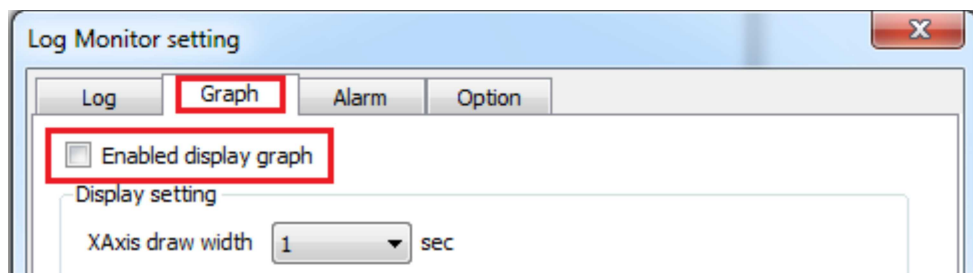 Log Monitor setting
Log Graph Alarm Option
Enabled display graph
Display setting
XAxis draw width 1 sec